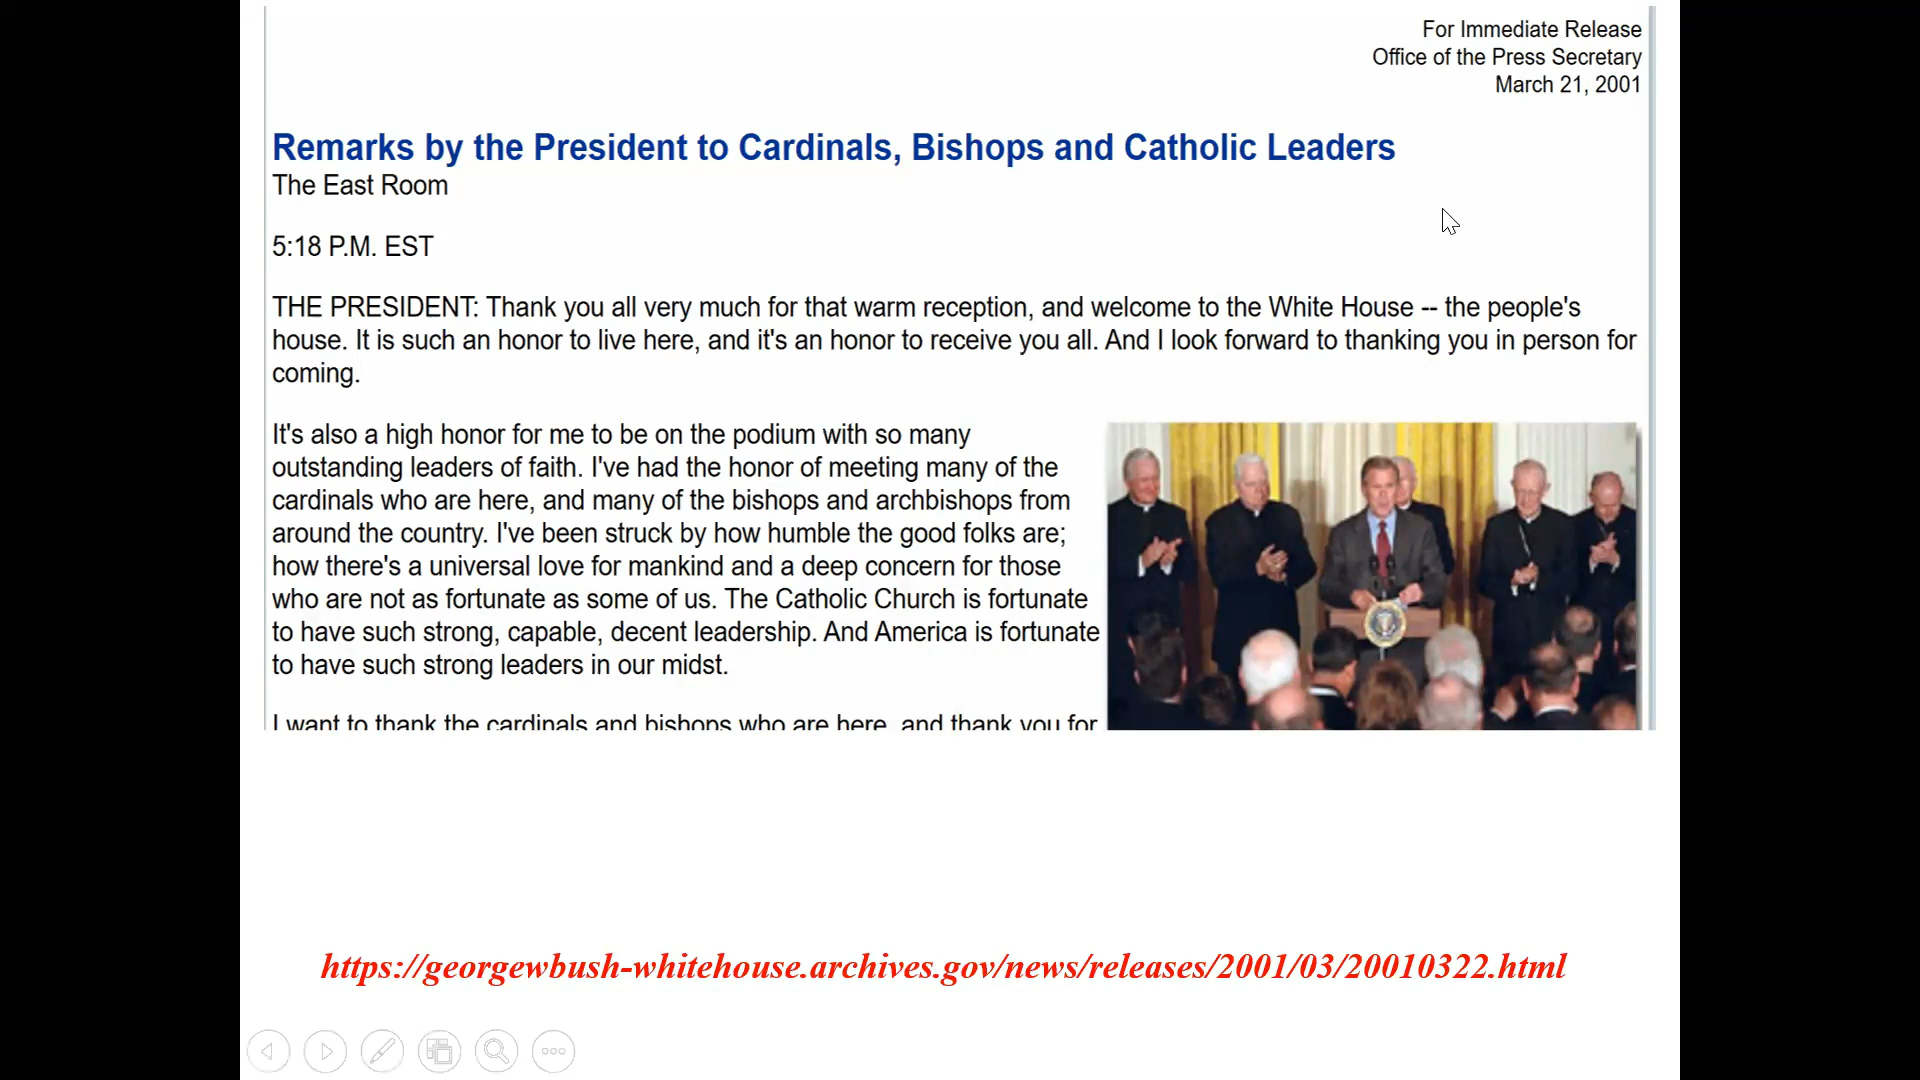 For Immediate Release
Office of the Press Secretary
March 21, 2001
Remarks by the President to Cardinals, Bishops and Catholic Leaders
The East Room
5:18 P.M. EST
THE PRESIDENT: Thank you all very much for that warm reception, and welcome to the White House -- the people's
house. It is such an honor to live here, and it's an honor to receive you all. And I look forward to thanking you in person for
coming.
It's also a high honor for me to be on the podium with so many
outstanding leaders of faith. I've had the honor of meeting many of the
cardinals who are here, and many of the bishops and archbishops from
around the country. I've been struck by how humble the good folks are;
how there's a universal love for mankind and a deep concern for those
who are not as fortunate as some of us. The Catholic Church is fortunate
to have such strong, capable, decent leadership. And America is fortunate
to have such strong leaders in our midst.
I want to thank the cardinals and bishops who are here, and thank you for
https://georgewbush-whitehouse.archives.gov/news/releases/2001/03/20010322.html